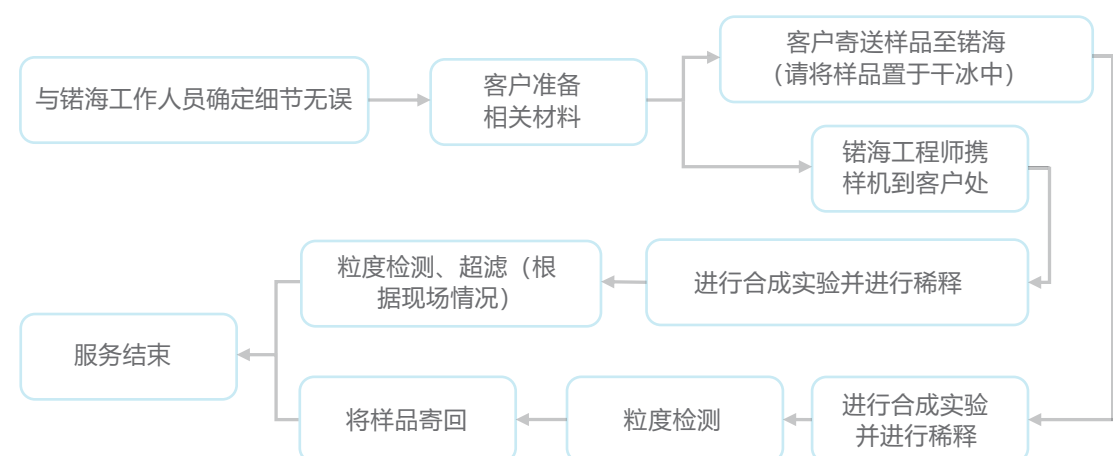 与锘海工作人员确定细节无误
客户准备
相关材料
客户寄送样品至锘海
（请将样品置于干冰中）
锘海工程师携
样机到客户处
进行合成实验并进行稀释
粒度检测、超滤（根
据现场情况）
服务结束
进行合成实验
并进行稀释
粒度检测
将样品寄回